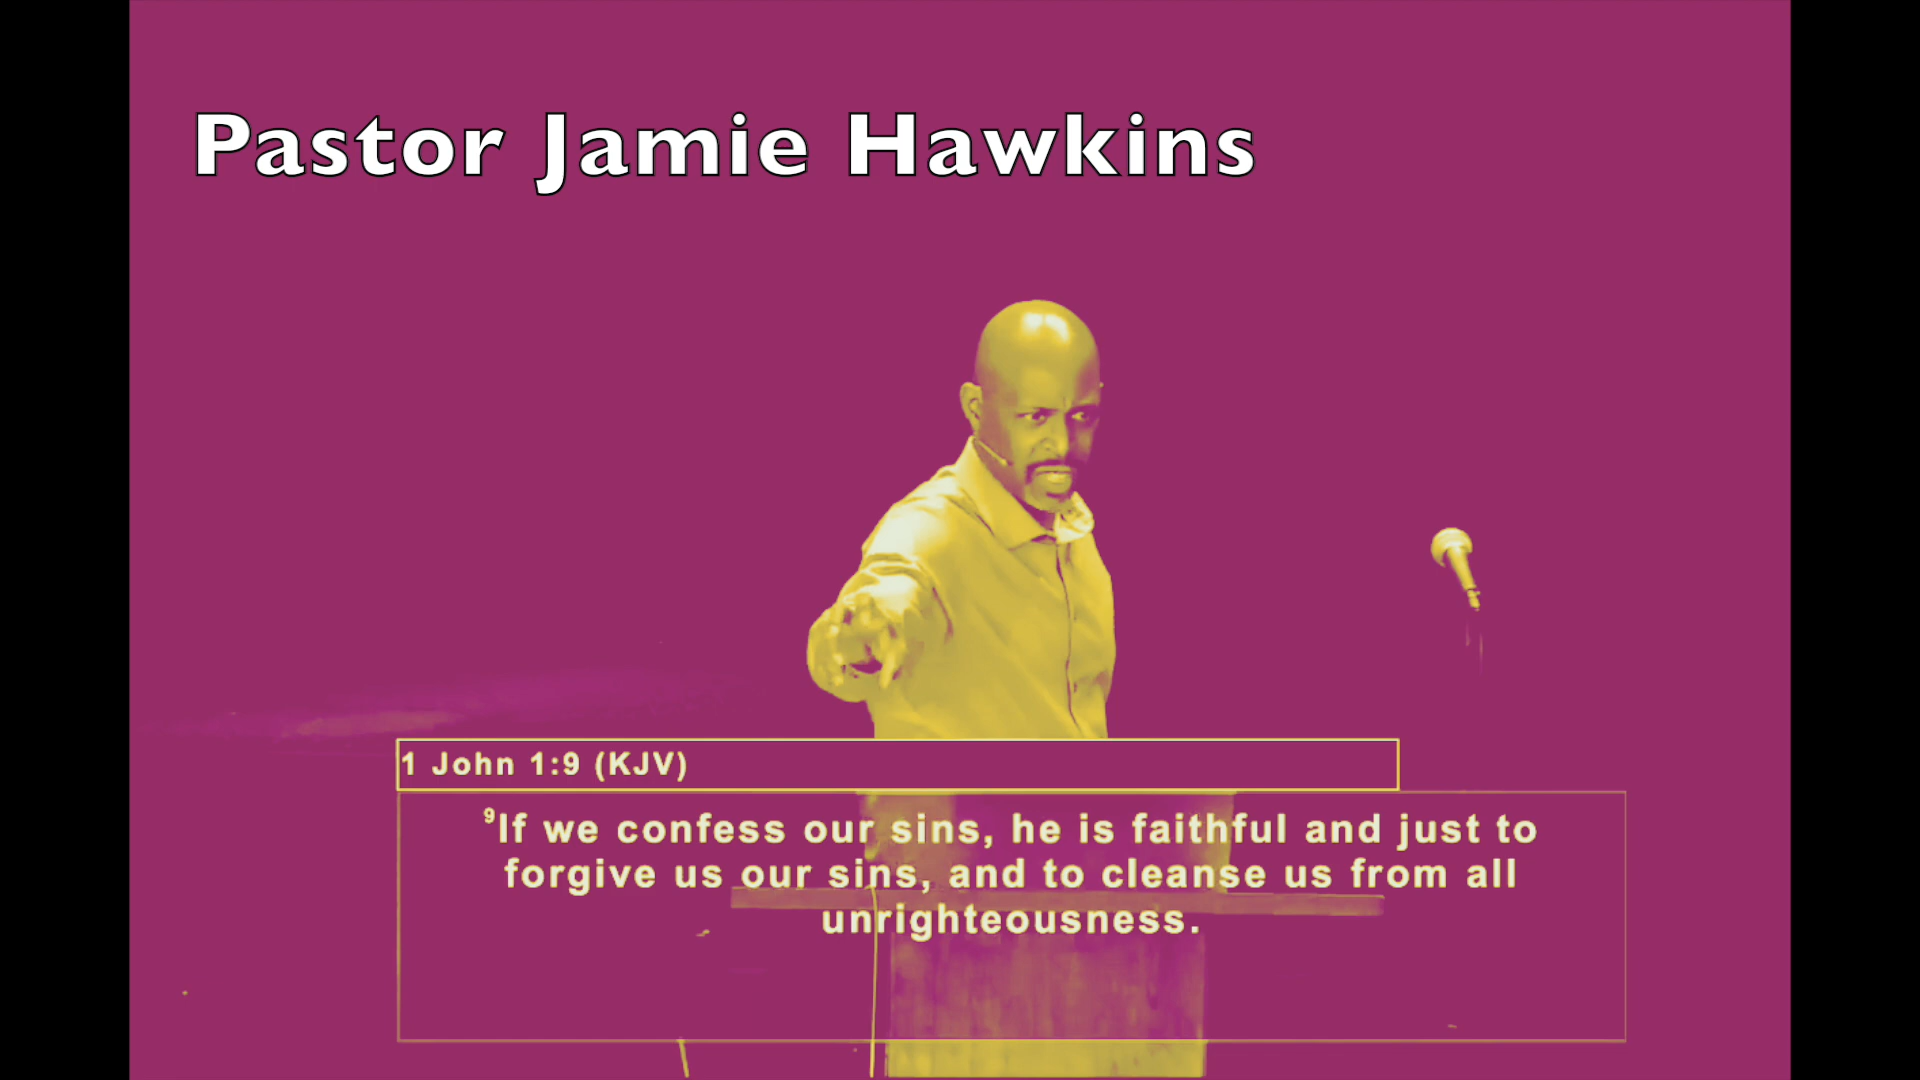 Pastor Jamie Hawkins
1 John 1:9 (KJV)
⁹If we confess our sins, he is faithful and just to
forgive us our sins, and to cleanse us from all
unrighteousness.